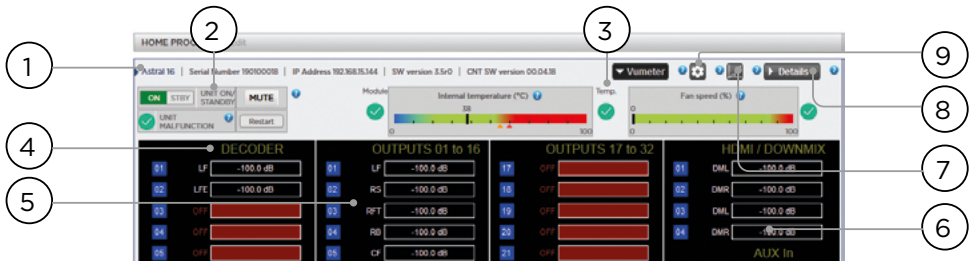 2
3
HOME PRO
9
1
Astral 16 | Serial Number 190100018 | IP Address 192.168.15.144 | SW version 3.5r0 | CNT SW version 00.04.18
Vumeter
Details
8
ON STBY
UNIT ON/ STANDBY
MUTE
UNIT MALFUNCTION
Restart
Module
Internal temperature (°C)
38
0 100
Temp.
Fan speed (%)
0
0 100
7
4
DECODER
OUTPUTS 01 to 16
OUTPUTS 17 to 32
HDMI / DOWNMIX
01 LF -100.0 dB 01 LF -100.0 dB 17 OFF 01 DML -100.0 dB
02 LFE -100.0 dB 02 RS -100.0 dB 18 OFF 02 DMR -100.0 dB
5
03 OFF 03 RFT -100.0 dB 19 OFF 03 DML -100.0 dB
04 OFF 04 RB -100.0 dB 20 OFF 04 DMR -100.0 dB
6
05 OFF 05 CF -100.0 dB 21 OFF AUX In